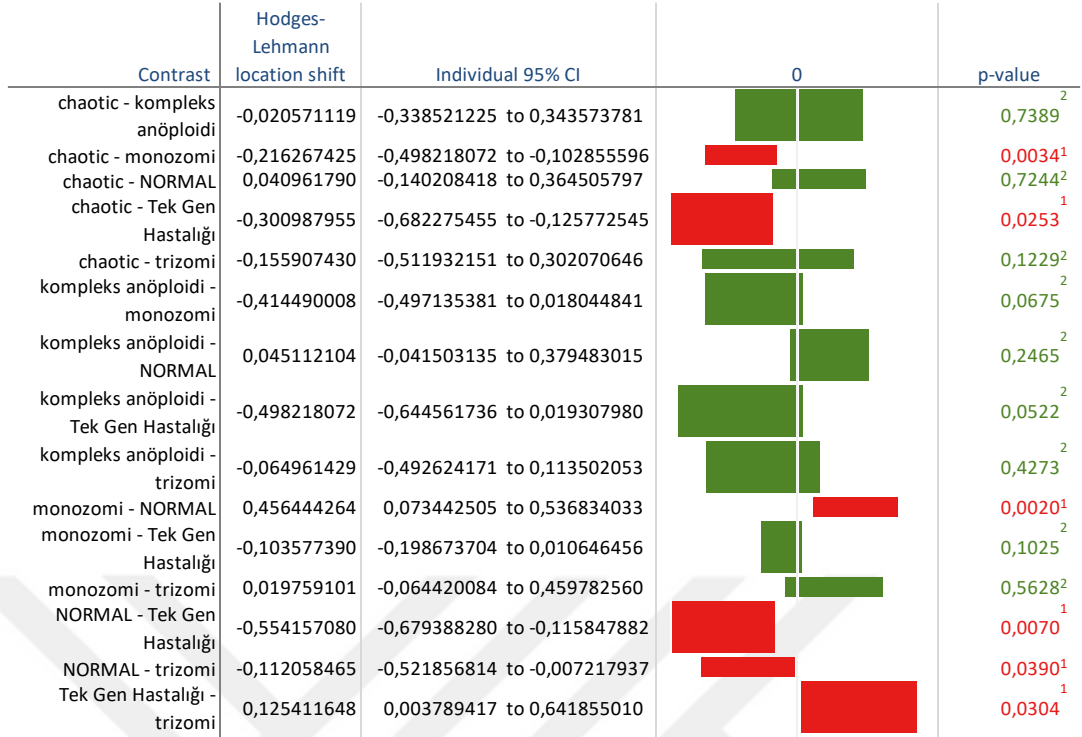 Hodges-
Lehmann
Contrast location shift Individual 95% CI 0 p-value
chaotic - kompleks
anöploidi -0,020571119 -0,338521225 to 0,343573781 0,7389²
chaotic - monozomi -0,216267425 -0,498218072 to -0,102855596 0,0034¹
chaotic - NORMAL 0,040961790 -0,140208418 to 0,364505797 0,7244²
chaotic - Tek Gen
Hastalığı -0,300987955 -0,682275455 to -0,125772545 0,0253¹
chaotic - trizomi -0,155907430 -0,511932151 to 0,302070646 0,1229²
kompleks anöploidi -
monozomi -0,414490008 -0,497135381 to 0,018044841 0,0675²
kompleks anöploidi -
NORMAL 0,045112104 -0,041503135 to 0,379483015 0,2465²
kompleks anöploidi -
Tek Gen Hastalığı -0,498218072 -0,644561736 to 0,019307980 0,0522²
kompleks anöploidi -
trizomi -0,064961429 -0,492624171 to 0,113502053 0,4273²
monozomi - NORMAL 0,456444264 0,073442505 to 0,536834033 0,0020¹
monozomi - Tek Gen
Hastalığı -0,103577390 -0,198673704 to 0,010646456 0,1025²
monozomi - trizomi 0,019759101 -0,064420084 to 0,459782560 0,5628²
NORMAL - Tek Gen
Hastalığı -0,554157080 -0,679388280 to -0,115847882 0,0070¹
NORMAL - trizomi -0,112058465 -0,521856814 to -0,007217937 0,0390¹
Tek Gen Hastalığı -
trizomi 0,125411648 0,003789417 to 0,641855010 0,0304¹